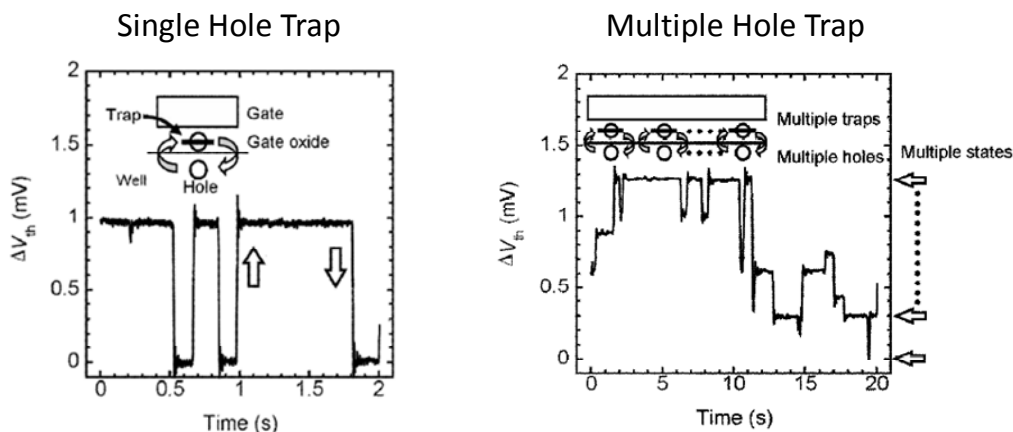 Single Hole Trap
2
1.5
1
0.5
0
ΔVth (mV)
Trap
Gate
Gate oxide
Well
Hole
0 0.5 1 1.5 2
Time (s)
Multiple Hole Trap
2
1.5
1
0.5
0
ΔVth (mV)
Multiple traps
Multiple holes
Multiple states
0 5 10 15 20
Time (s)